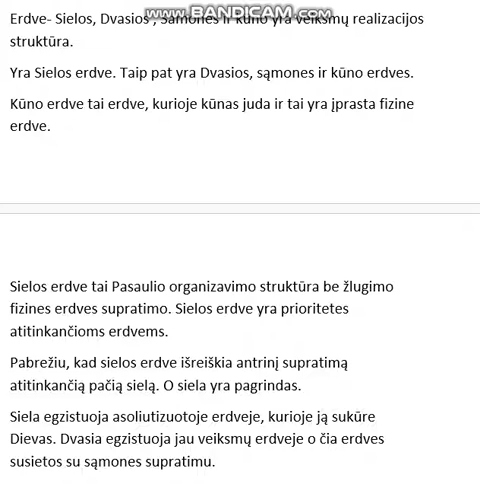 www.BANDICAM.com
Erdve- Sielos, Dvasios , Sąmonės ir kūno yra veiksmų realizacijos
struktūra.
Yra Sielos erdve. Taip pat yra Dvasios, sąmones ir kūno erdves.
Kūno erdve tai erdve, kurioje kūnas juda ir tai yra įprasta fizine
erdve.
Sielos erdve tai Pasaulio organizavimo struktūra be žlugimo
fizines erdves supratimo. Sielos erdve yra prioritetes
atitinkančioms erdvems.
Pabrežiu, kad sielos erdve išreiškia antrinį supratimą
atitinkančią pačią sielą. O siela yra pagrindas.
Siela egzistuoja asoliutizuotoje erdveje, kurioje ją sukūre
Dievas. Dvasia egzistuoja jau veiksmų erdveje o čia erdves
susietos su sąmones supratimu.